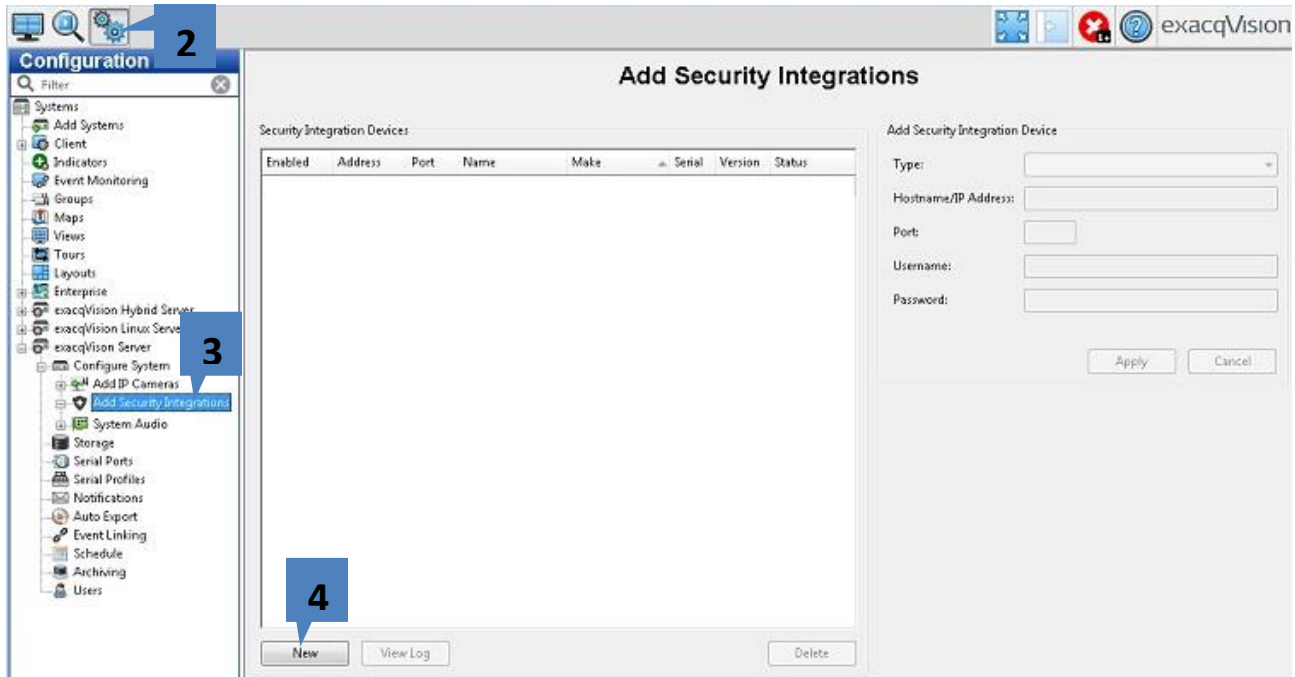 2
exacqVision
Configuration
Filter
Systems
Add Systems
Client
Indicators
Event Monitoring
Groups
Maps
Views
Tours
Layouts
Enterprise
exacqVision Hybrid Server
exacqVision Linux Serve
exacqVison Server
3
Configure System
Add IP Cameras
Add Security Integrations
System Audio
Storage
Serial Ports
Serial Profiles
Notifications
Auto Export
Event Linking
Schedule
Archiving
Users
Add Security Integrations
Security Integration Devices
Enabled Address Port Name Make Serial Version Status
4
New View Log Delete
Add Security Integration Device
Type:
Hostname/IP Address:
Port:
Username:
Password:
Apply Cancel